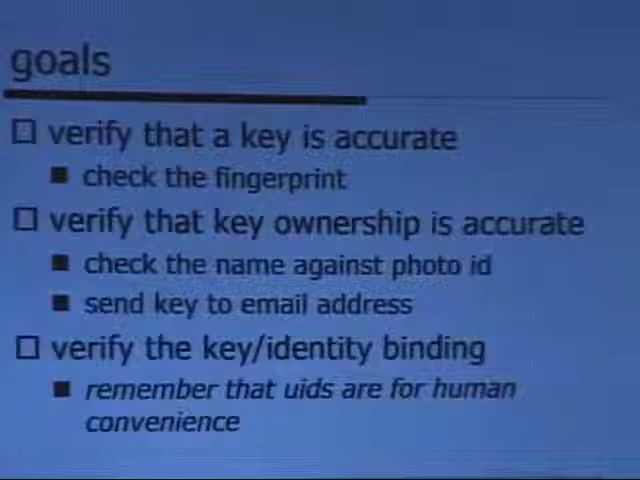 goals
verify that a key is accurate
check the fingerprint
verify that key ownership is accurate
check the name against photo id
send key to email address
verify the key/identity binding
remember that uids are for human
convenience